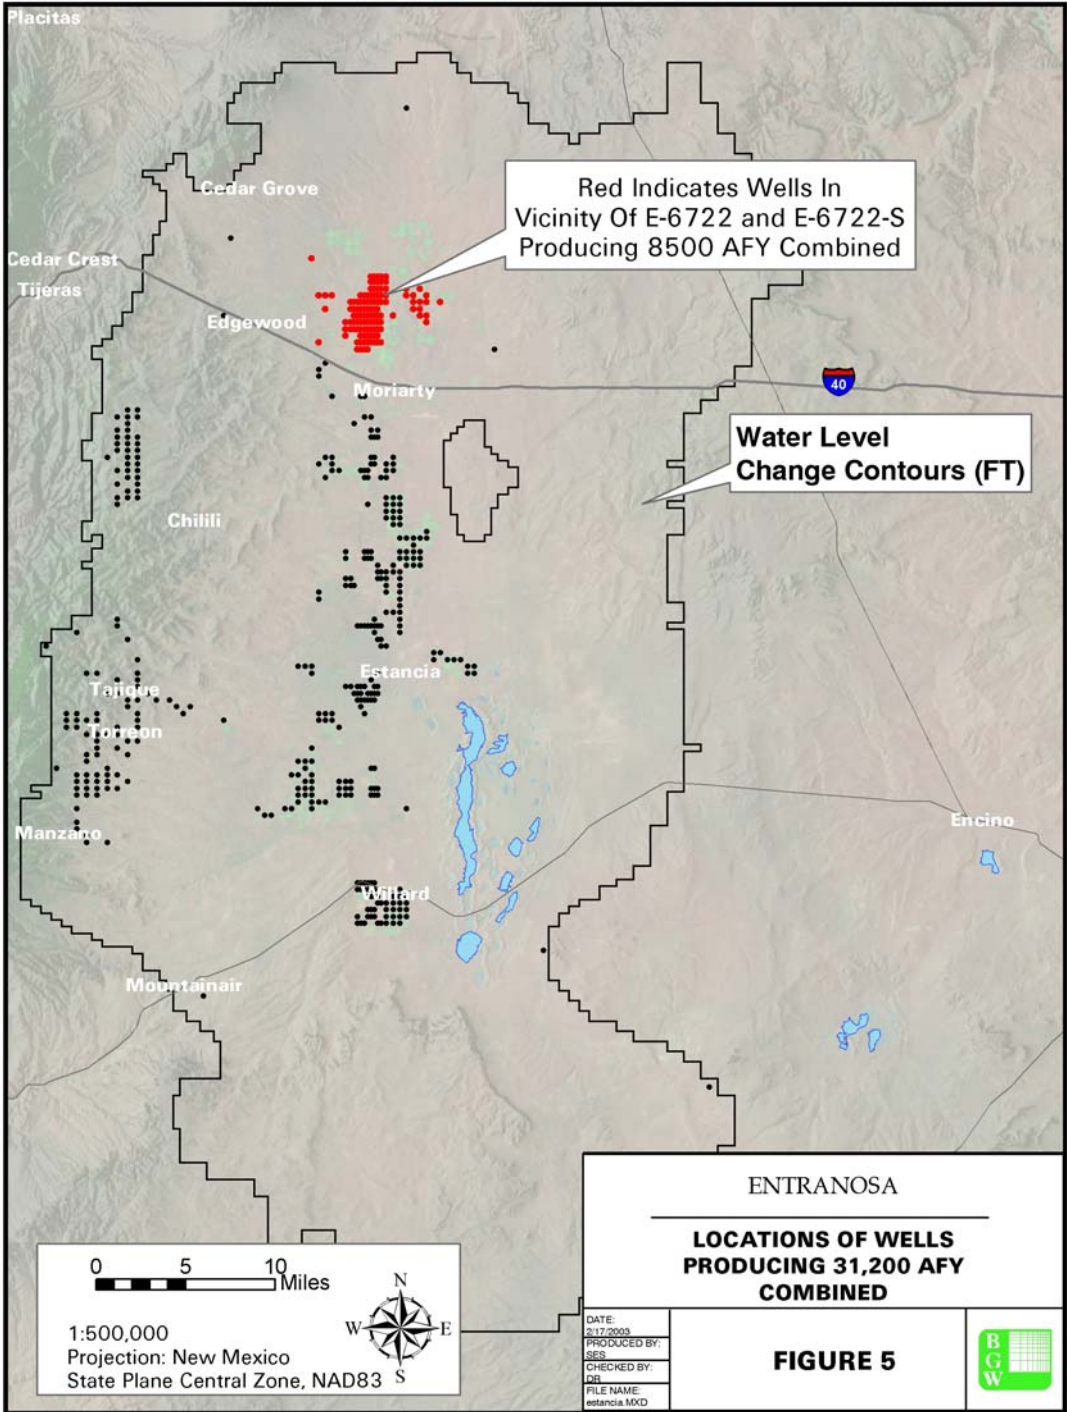 Placitas
Cedar Grove
Red Indicates Wells In
Vicinity Of E-6722 and E-6722-S
Producing 8500 AFY Combined
Cedar Crest
Tijeras
Edgewood
Moriarty
40
Water Level
Change Contours (FT)
Chilili
Estancia
Tajique
Torreon
Encino
Manzano
Willard
Mountainair
ENTRANOSA
LOCATIONS OF WELLS
PRODUCING 31,200 AFY
COMBINED
0 5 10
Miles
N
W E
S
1:500,000
Projection: New Mexico
State Plane Central Zone, NAD83
DATE:
2/17/2003
PRODUCED BY:
SES
CHECKED BY:
DR
FILE NAME:
estancia.MXD
FIGURE 5
B
G
W